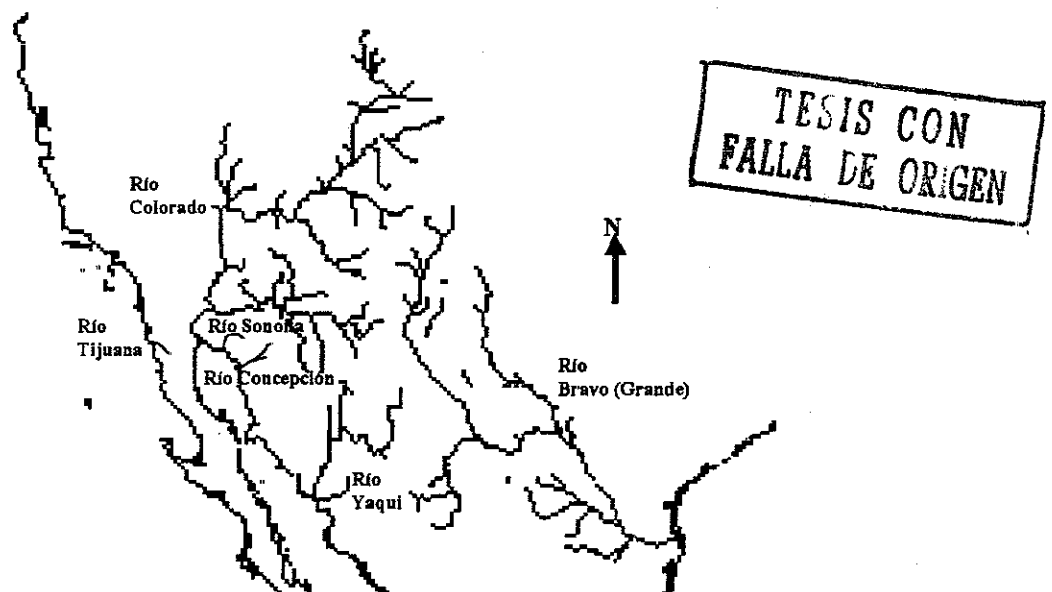 TESIS CON
FALLA DE ORIGEN
N
Río
Colorado
Río
Tijuana
Río Sonora
Río Concepción
Río
Bravo (Grande)
Río
Yaqui